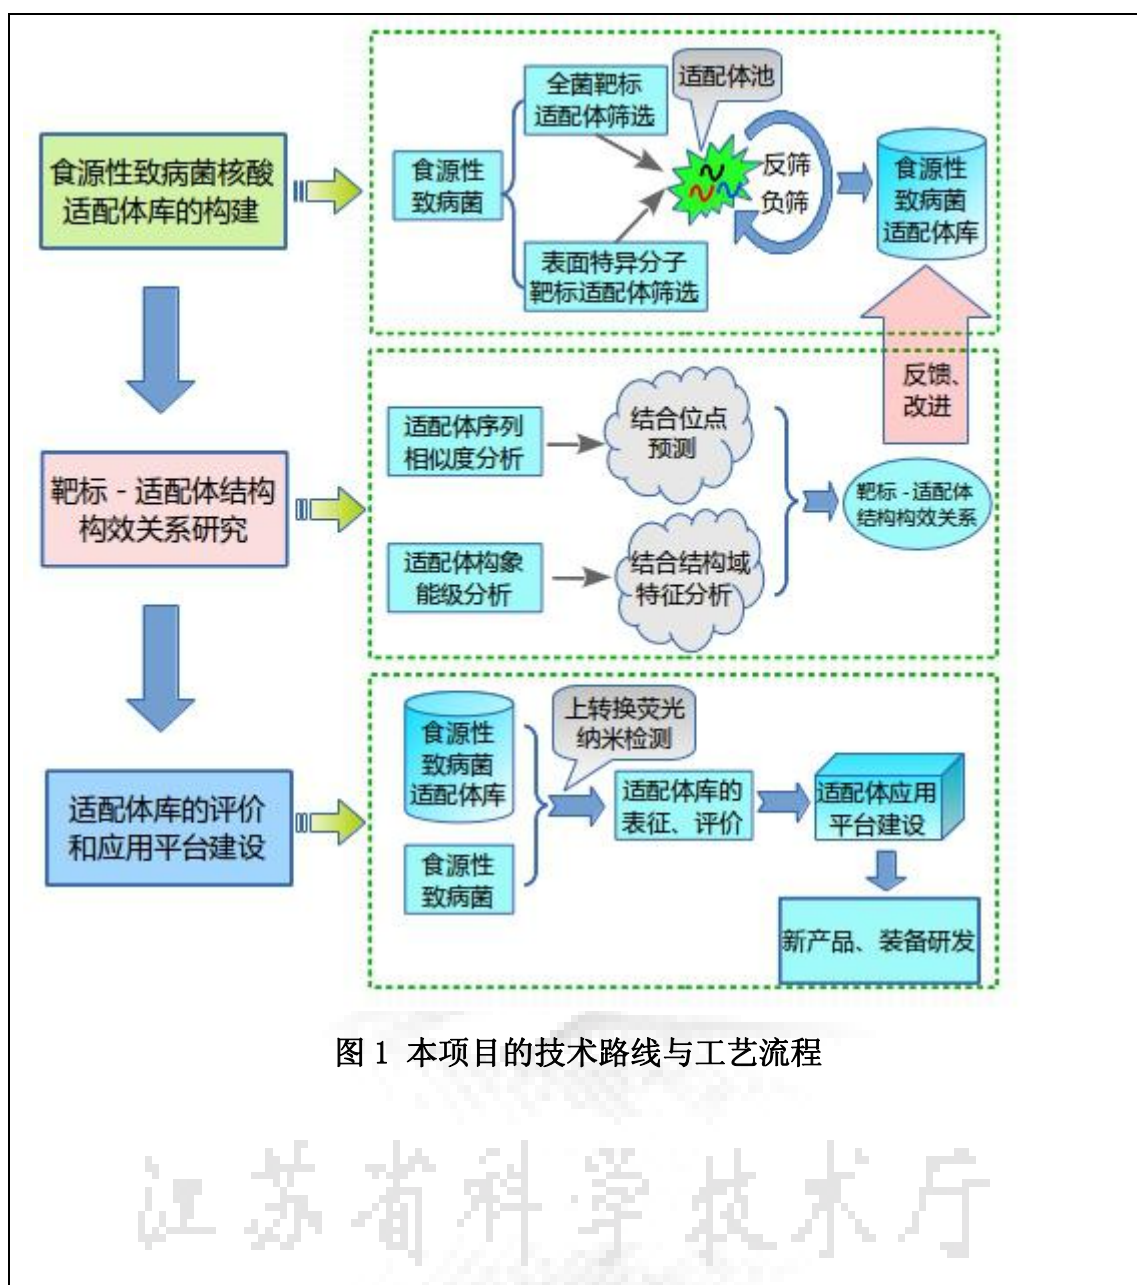 食源性致病菌核酸
适配体库的构建
食源性
致病菌
全菌靶标
适配体筛选
表面特异分子
靶标适配体筛选
适配体池
反筛
负筛
食源性
致病菌
适配体库
靶标 - 适配体结构
构效关系研究
适配体序列
相似度分析
结合位点
预测
适配体构象
能级分析
结合结构域
特征分析
靶标 - 适配体
结构构效关系
反馈、
改进
适配体库的评价
和应用平台建设
食源性
致病菌
适配体库
食源性
致病菌
上转换荧光
纳米检测
适配体库的
表征、评价
适配体应用
平台建设
新产品、装备研发
图 1 本项目的技术路线与工艺流程
江苏省科学技术厅